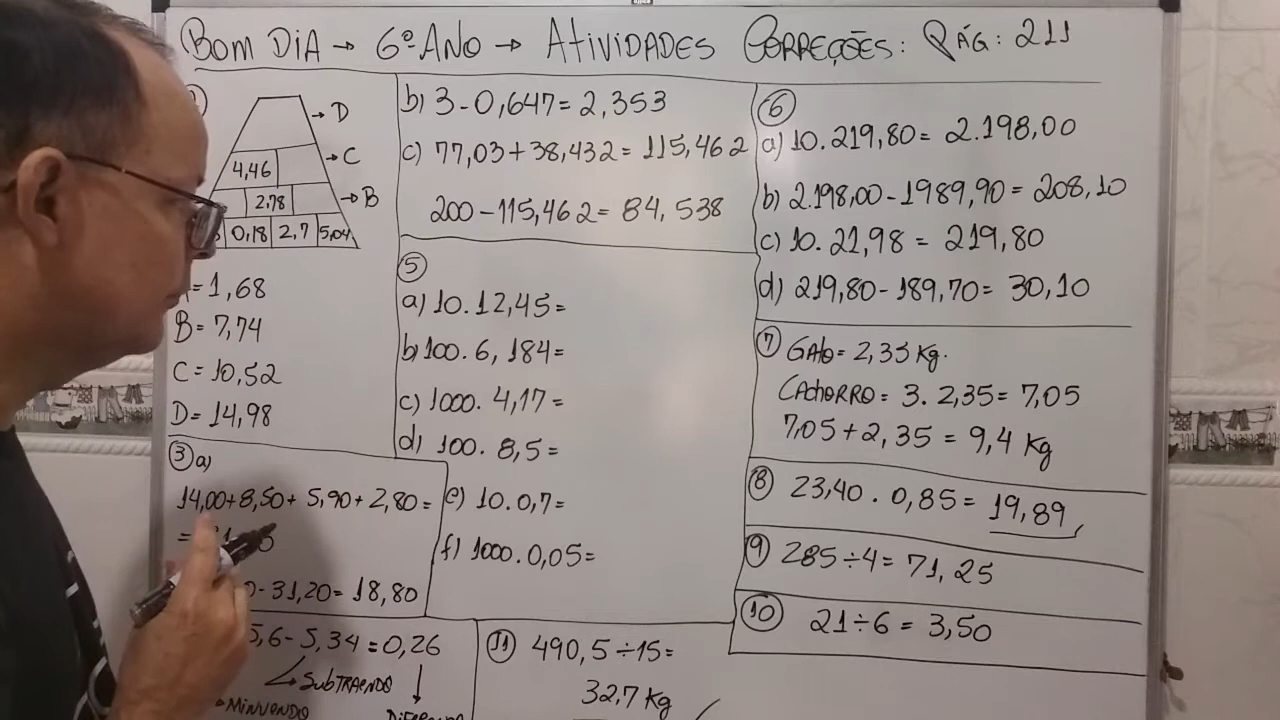 BOM DIA → 6º ANO → ATIVIDADES CORREÇÕES: PÁG: 211
→ D
4,46 → C
2,78 → B
0,18 2,7 5,04
= 1,68
B = 7,74
C = 10,52
D = 14,98
3 a)
14,00 + 8,50 + 5,90 + 2,80 =
=
- 31,20 = 18,80
5,6 - 5,34 = 0,26
SUBTRAENDO
MINUENDO
b) 3 - 0,647 = 2,353
c) 77,03 + 38,432 = 115,462
200 - 115,462 = 84,538
5
a) 10 . 12,45 =
b) 100 . 6,184 =
c) 1000 . 4,17 =
d) 100 . 8,5 =
e) 10 . 0,7 =
f) 1000 . 0,05 =
11 490,5 ÷ 15 =
32,7 Kg
6
a) 10 . 219,80 = 2.198,00
b) 2.198,00 - 1989,90 = 208,10
c) 10 . 21,98 = 219,80
d) 219,80 - 189,70 = 30,10
7 GATO = 2,35 Kg.
CACHORRO = 3 . 2,35 = 7,05
7,05 + 2,35 = 9,4 Kg
8 23,40 . 0,85 = 19,89
9 285 ÷ 4 = 71,25
10 21 ÷ 6 = 3,50